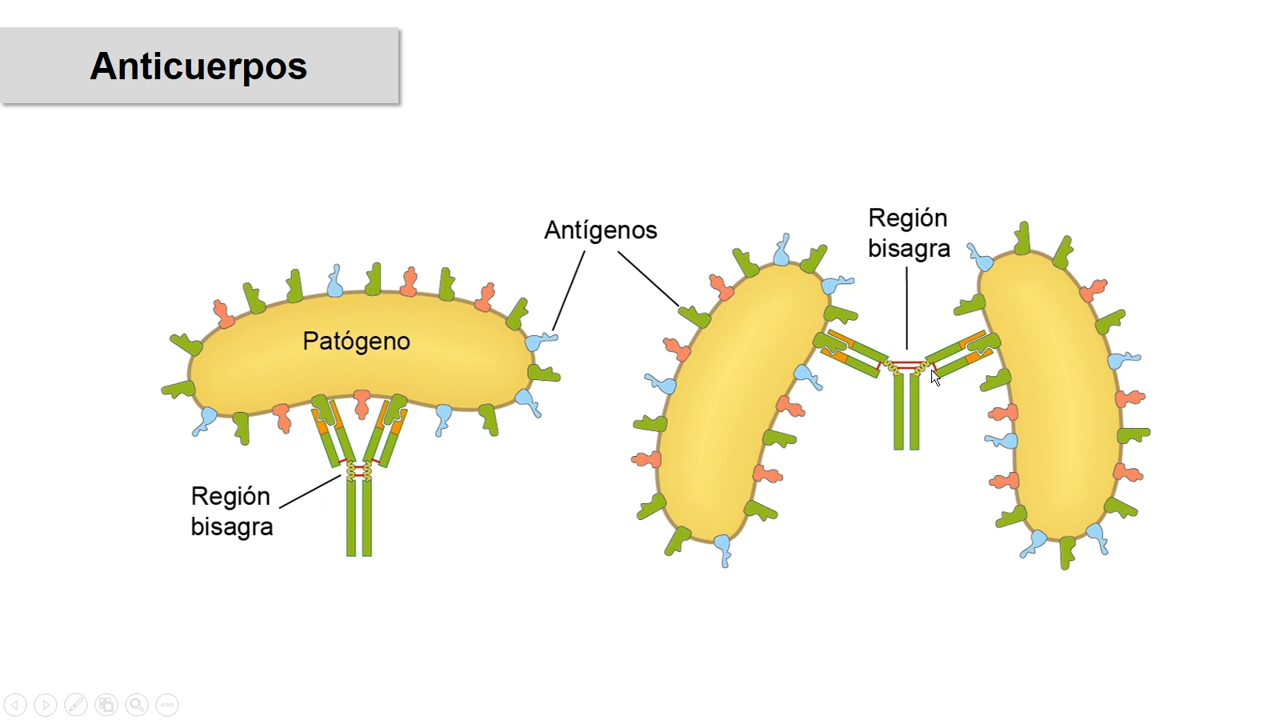 Anticuerpos
Antígenos
Región
bisagra
Patógeno
Región
bisagra